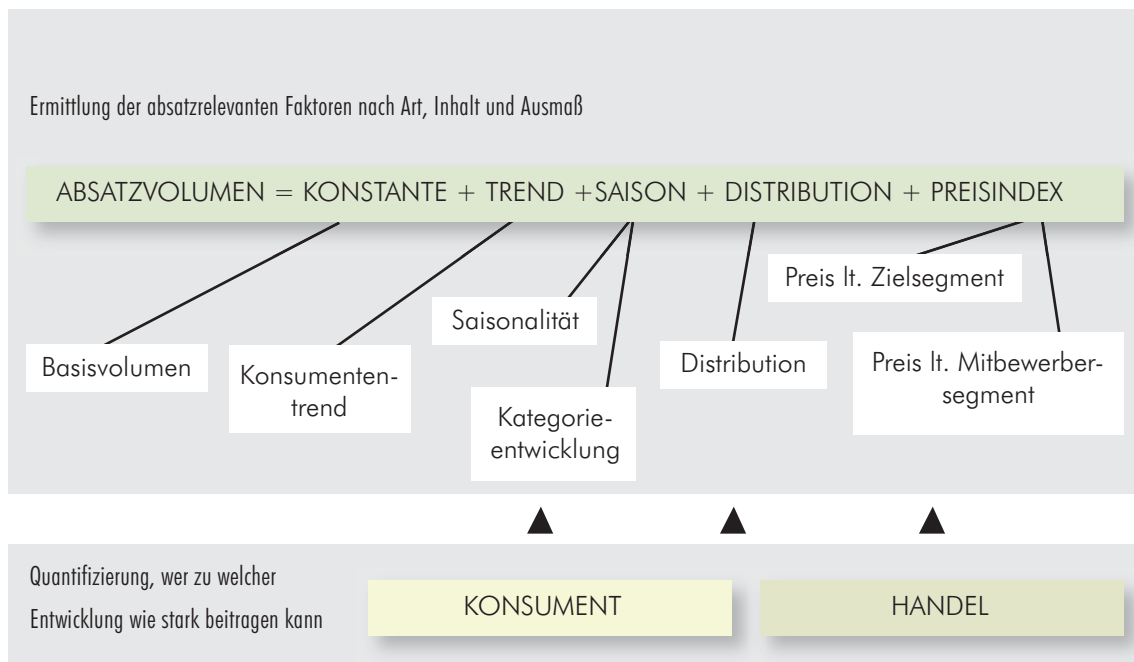 Ermittlung der absatzrelevanten Faktoren nach Art, Inhalt und Ausmaß
ABSATZVOLUMEN = KONSTANTE + TREND +SAISON + DISTRIBUTION + PREISINDEX
Preis lt. Zielsegment
Saisonalität
Basisvolumen
Konsumenten-
trend
Distribution
Preis lt. Mitbewerber-
segment
Kategorie-
entwicklung
Quantifizierung, wer zu welcher
Entwicklung wie stark beitragen kann
KONSUMENT
HANDEL